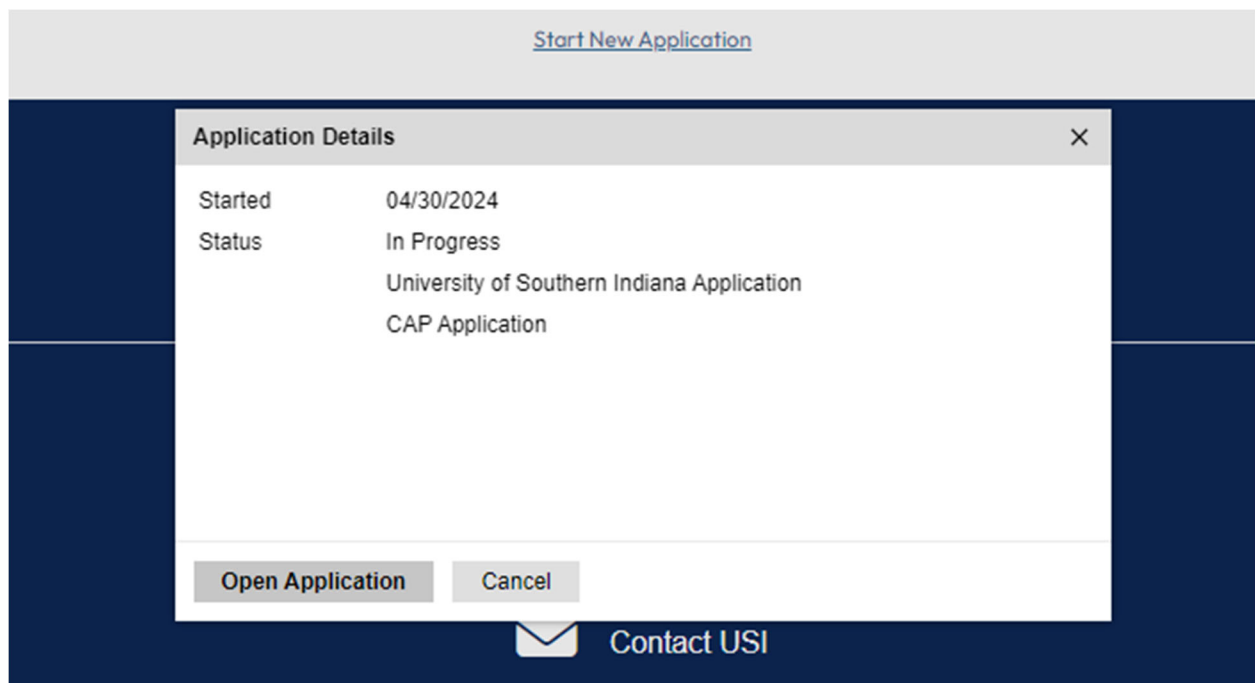 Start New Application
Application Details
Started 04/30/2024
Status In Progress
University of Southern Indiana Application
CAP Application
Open Application Cancel
Contact USI